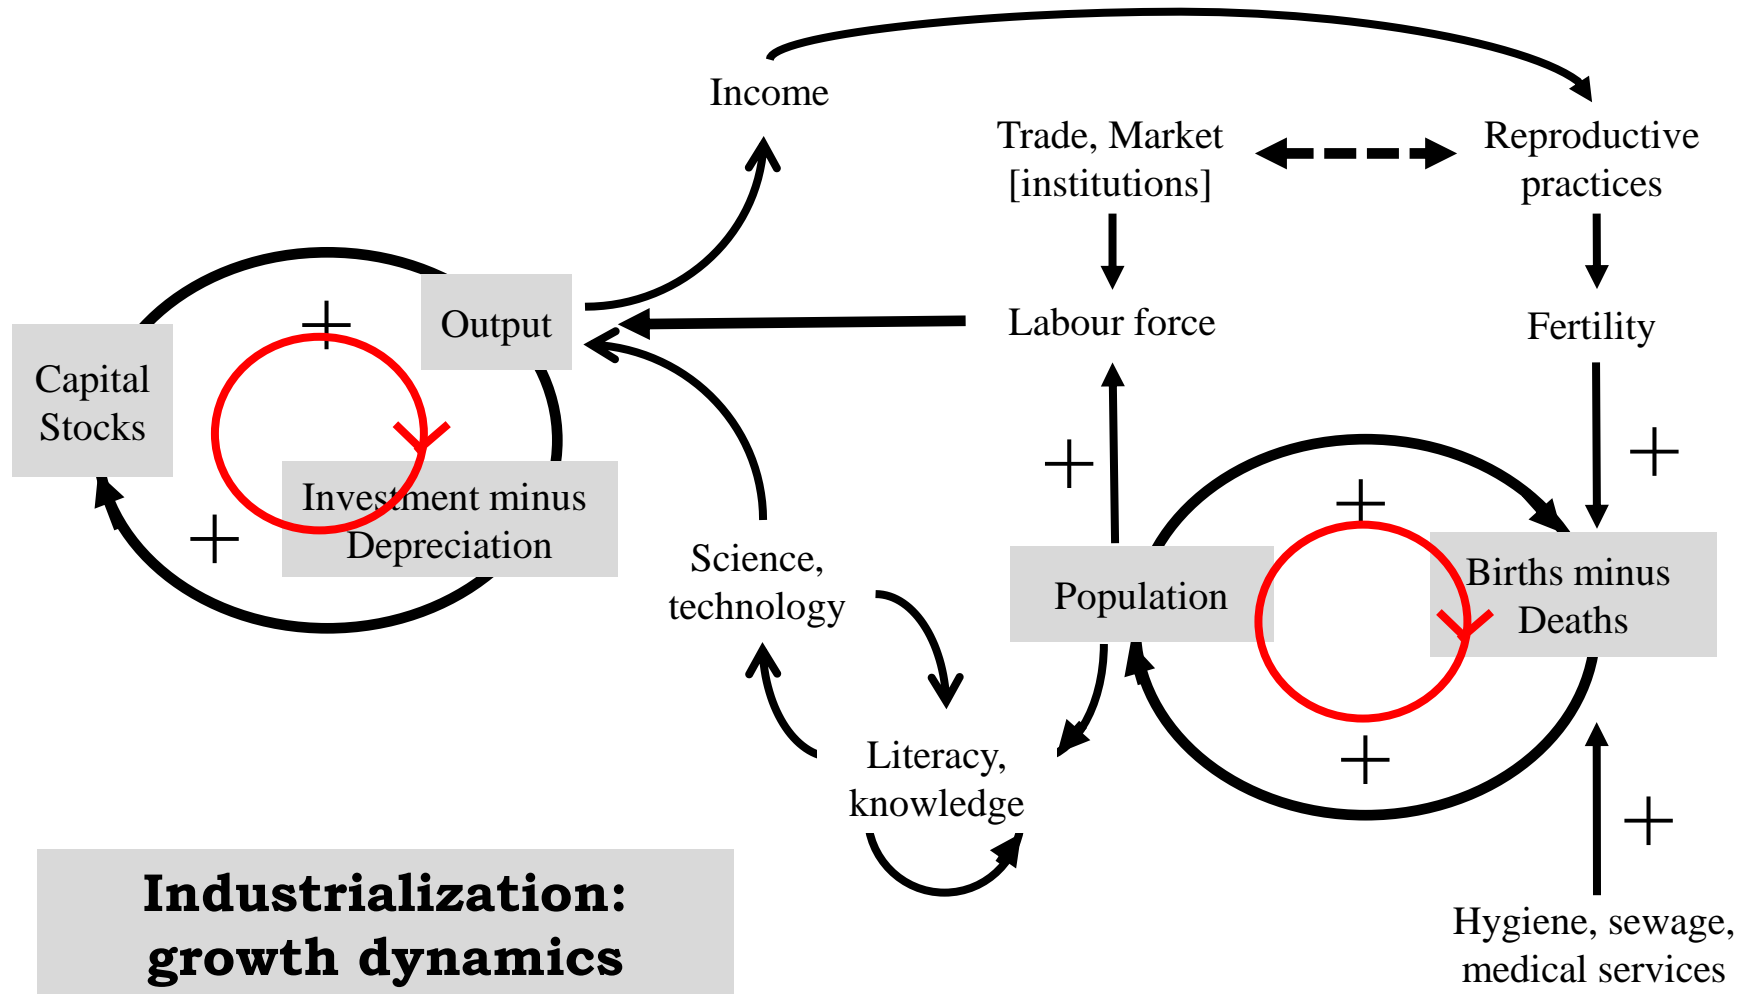 Income
Trade, Market
[institutions]
Reproductive
practices
Output
Labour force
Fertility
Capital
Stocks
+
+
Investment minus
Depreciation
Science,
technology
+
+
+
Population
Births minus
Deaths
+
Literacy,
knowledge
+
Hygiene, sewage,
medical services
Industrialization:
growth dynamics